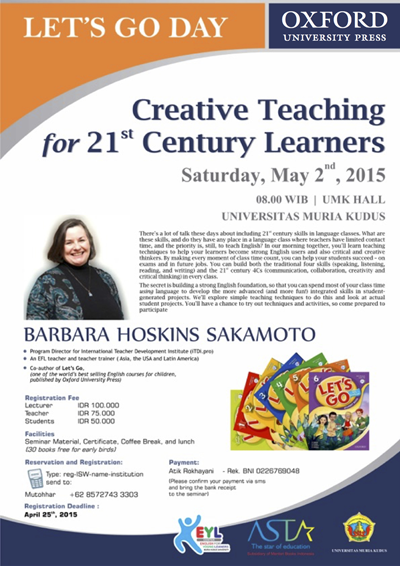 LET'S GO DAY
OXFORD
UNIVERSITY PRESS
Creative Teaching
for 21st Century Learners
Saturday, May 2nd, 2015
08.00 WIB | UMK HALL
UNIVERSITAS MURIA KUDUS
There's a lot of talk these days about including 21st century skills in language classes. What are
these skills, and do they have any place in a language class where teachers have limited contact
time, and the priority is, still, to teach English? In our morning together, you'll learn teaching
techniques to help your learners become strong English users and also critical and creative
thinkers. By making every moment of class time count, you can help your students succeed - on
exams and in future jobs. You can build both the traditional four skills (speaking, listening,
reading, and writing) and the 21st century 4Cs (communication, collaboration, creativity and
critical thinking) in every class.
The secret is building a strong English foundation, so that you can spend most of your class time
using language to develop the more advanced (and more fun!) integrated skills in student-
generated projects. We'll explore simple teaching techniques to do this and look at actual
student projects. You'll have a chance to try out techniques and activities, so come prepared to
participate
BARBARA HOSKINS SAKAMOTO
Program Director for International Teacher Development Institute (iTDi.pro)
An EFL teacher and teacher trainer (Asia, the USA and Latin America)
Co-author of Let's Go.
(one of the world's best selling English courses for children,
published by Oxford University Press)
Registration Fee
Lecturer IDR 100.000
Teacher IDR 75.000
Students IDR 50.000
Facilities
Seminar Material, Certificate, Coffee Break, and lunch
(30 books free for early birds)
Reservation and Registration:
Type: reg-ISW-name-institution
send to:
Mutohhar +62 8572743 3303
Registration Deadline :
April 25th, 2015
Payment:
Atik Rokhayani - Rek. BNI 0226769048
(Please confirm your payment via sms
and bring the bank receipt
to the seminar)
LET'S
GO
6
EYL
ASTA
The star of education
UNIVERSITAS MURIA KUDUS